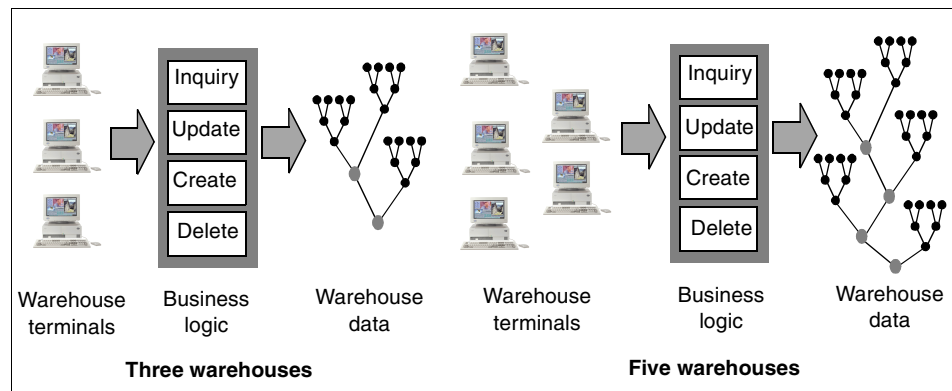 Inquiry
Update
Create
Delete
Warehouse
terminals
Business
logic
Warehouse
data
Three warehouses
Inquiry
Update
Create
Delete
Warehouse
terminals
Business
logic
Warehouse
data
Five warehouses